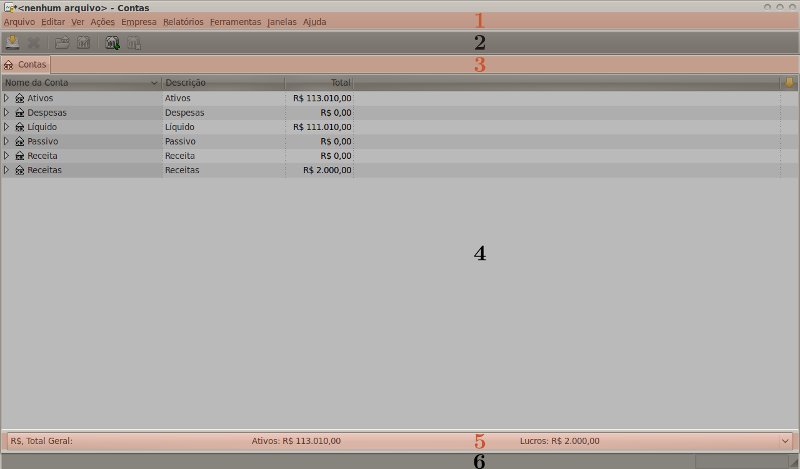 *<nenhum arquivo> - Contas
Arquivo Editar Ver Ações Empresa Relatórios Ferramentas Janelas Ajuda 1
2
Contas 3
Nome da Conta Descrição Total
Ativos Ativos R$ 113.010,00
Despesas Despesas R$ 0,00
Líquido Líquido R$ 111.010,00
Passivo Passivo R$ 0,00
Receita Receita R$ 0,00
Receitas Receitas R$ 2.000,00
4
R$, Total Geral: Ativos: R$ 113.010,00 5 Lucros: R$ 2.000,00
6